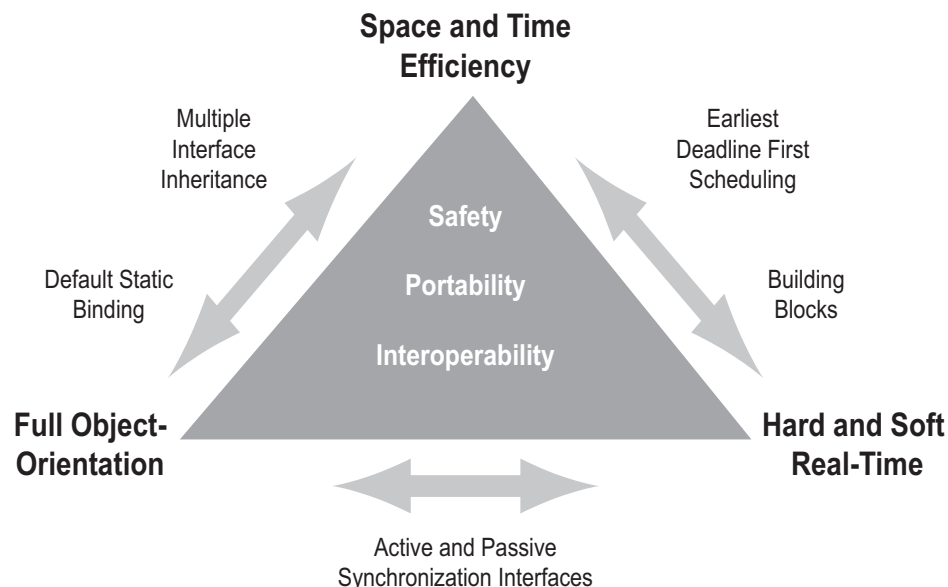 Space and Time
Efficiency
Multiple
Interface
Inheritance
Earliest
Deadline First
Scheduling
Safety
Portability
Interoperability
Default Static
Binding
Building
Blocks
Full Object-
Orientation
Hard and Soft
Real-Time
Active and Passive
Synchronization Interfaces